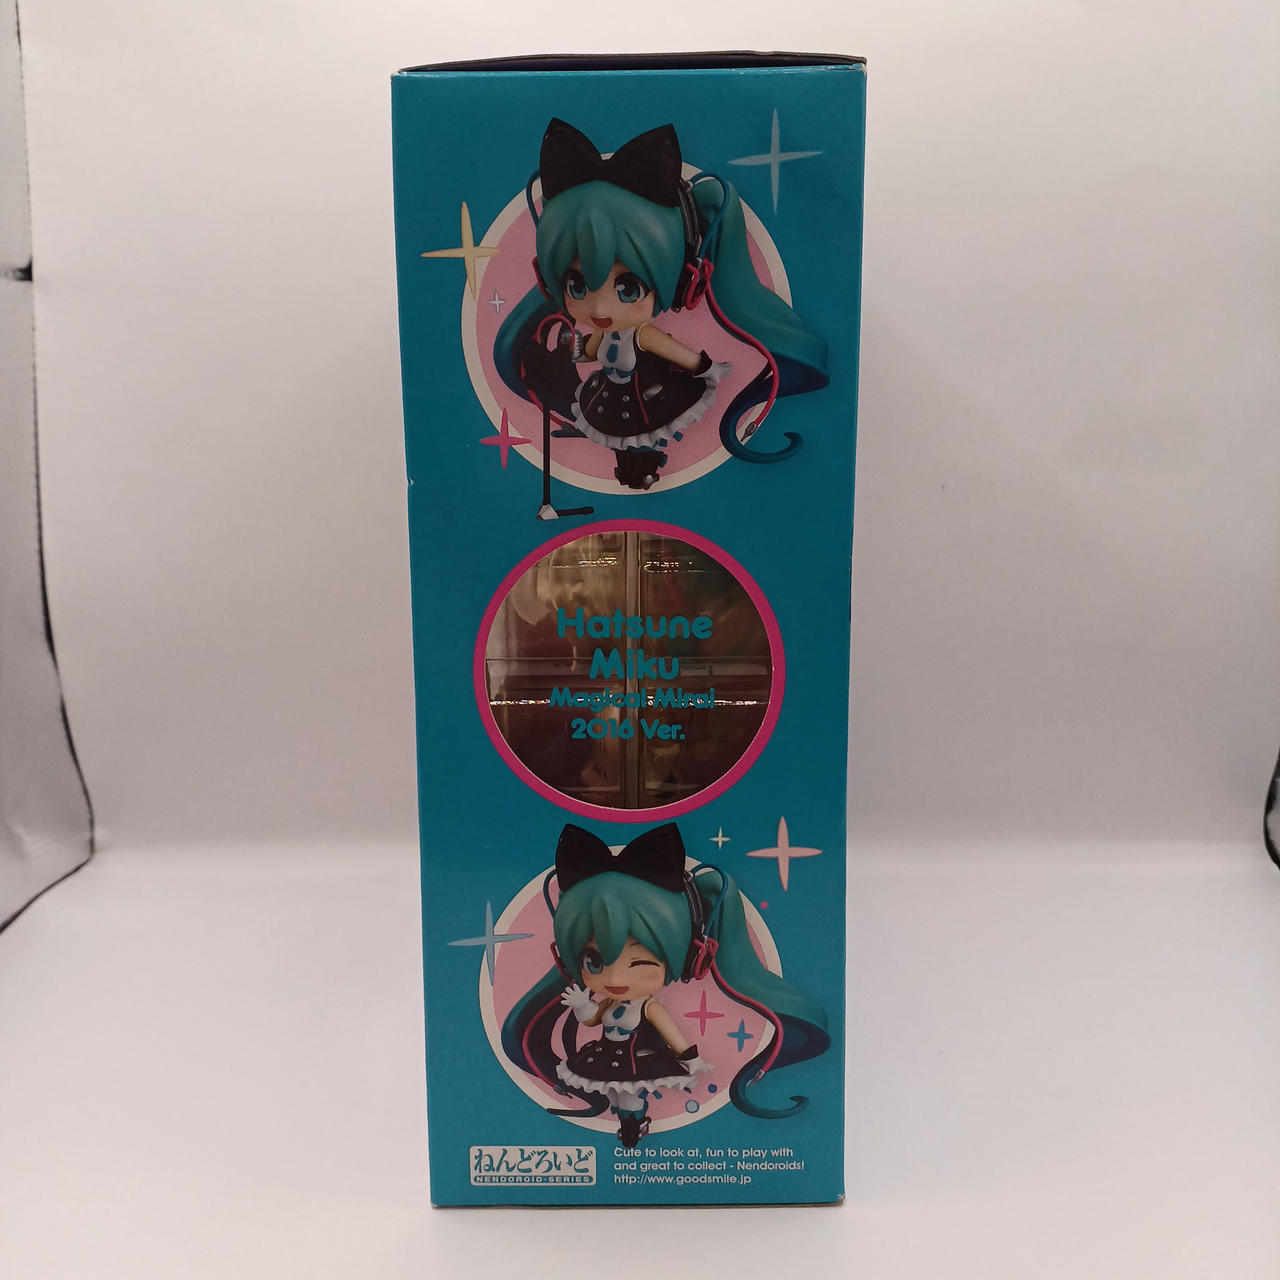 Hatsune
Miku
Magical Mirai
2016 Ver.
ねんどろいど
NENDOROID-SERIES
Cute to look at, fun to play with
and great to collect - Nendoroids!
http://www.goodsmile.jp